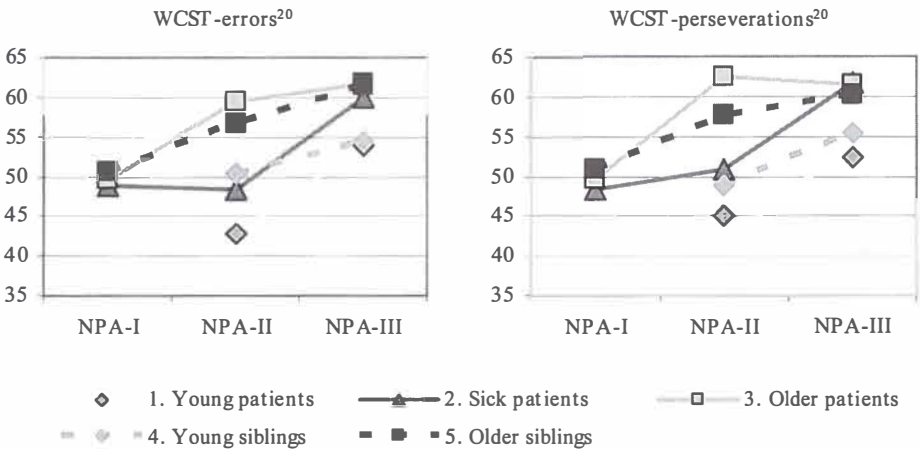 WCST-errors20
WCST-perseverations20
65
60
55
50
45
40
35
NPA-I
NPA-II
NPA-III
65
60
55
50
45
40
35
NPA-I
NPA-II
NPA-III
1. Young patients
2. Sick patients
3. Older patients
4. Young siblings
5. Older siblings